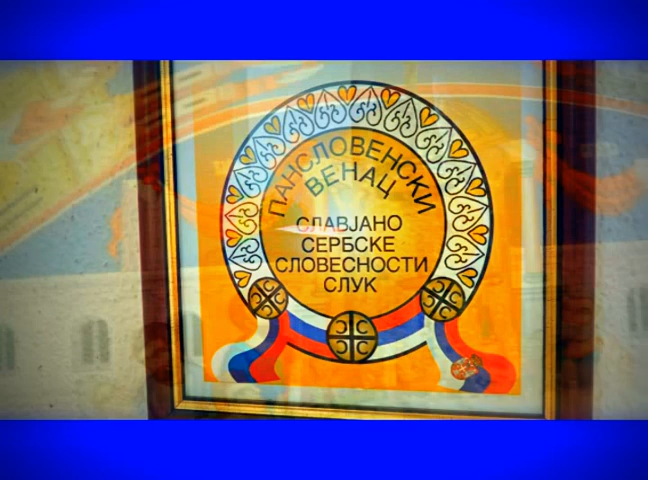 ПАНСЛОВЕНСКИ
ВЕНАЦ
СЛАВЈАНО
СЕРБСКЕ
СЛОВЕСНОСТИ
СЛУК